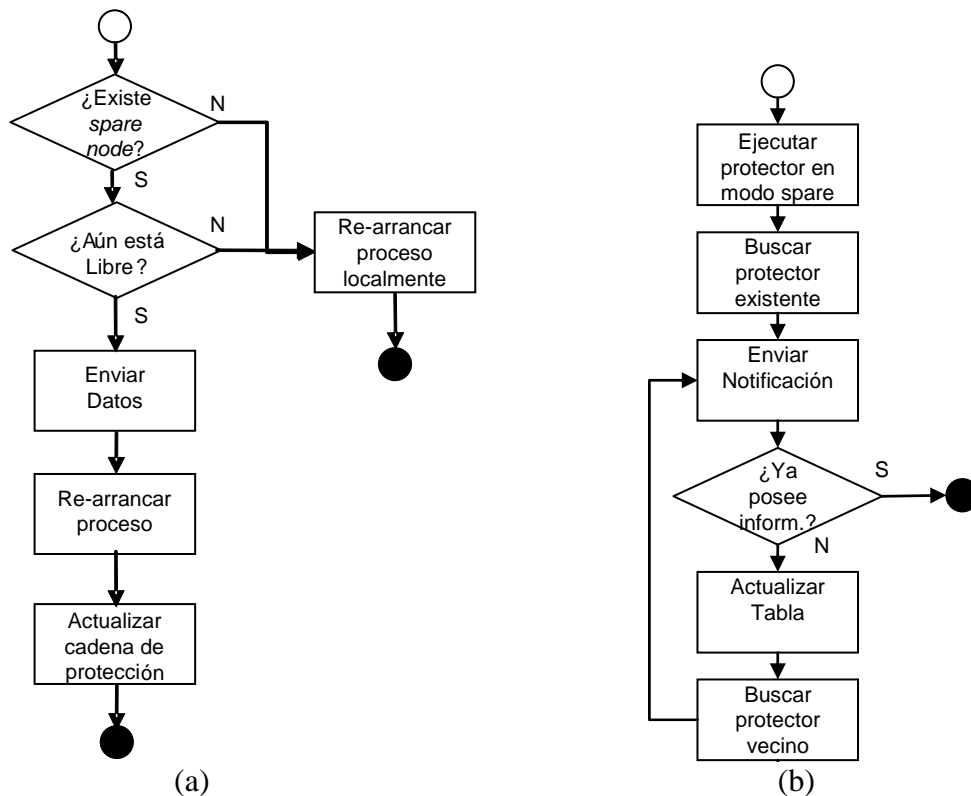 ¿Existe
spare
node?
N
S
¿Aún está
Libre?
N
S
Re-arrancar
proceso
localmente
Enviar
Datos
Re-arrancar
proceso
Actualizar
cadena de
protección
(a)
Ejecutar
protector en
modo spare
Buscar
protector
existente
Enviar
Notificación
¿Ya
posee
inform.?
S
N
Actualizar
Tabla
Buscar
protector
vecino
(b)